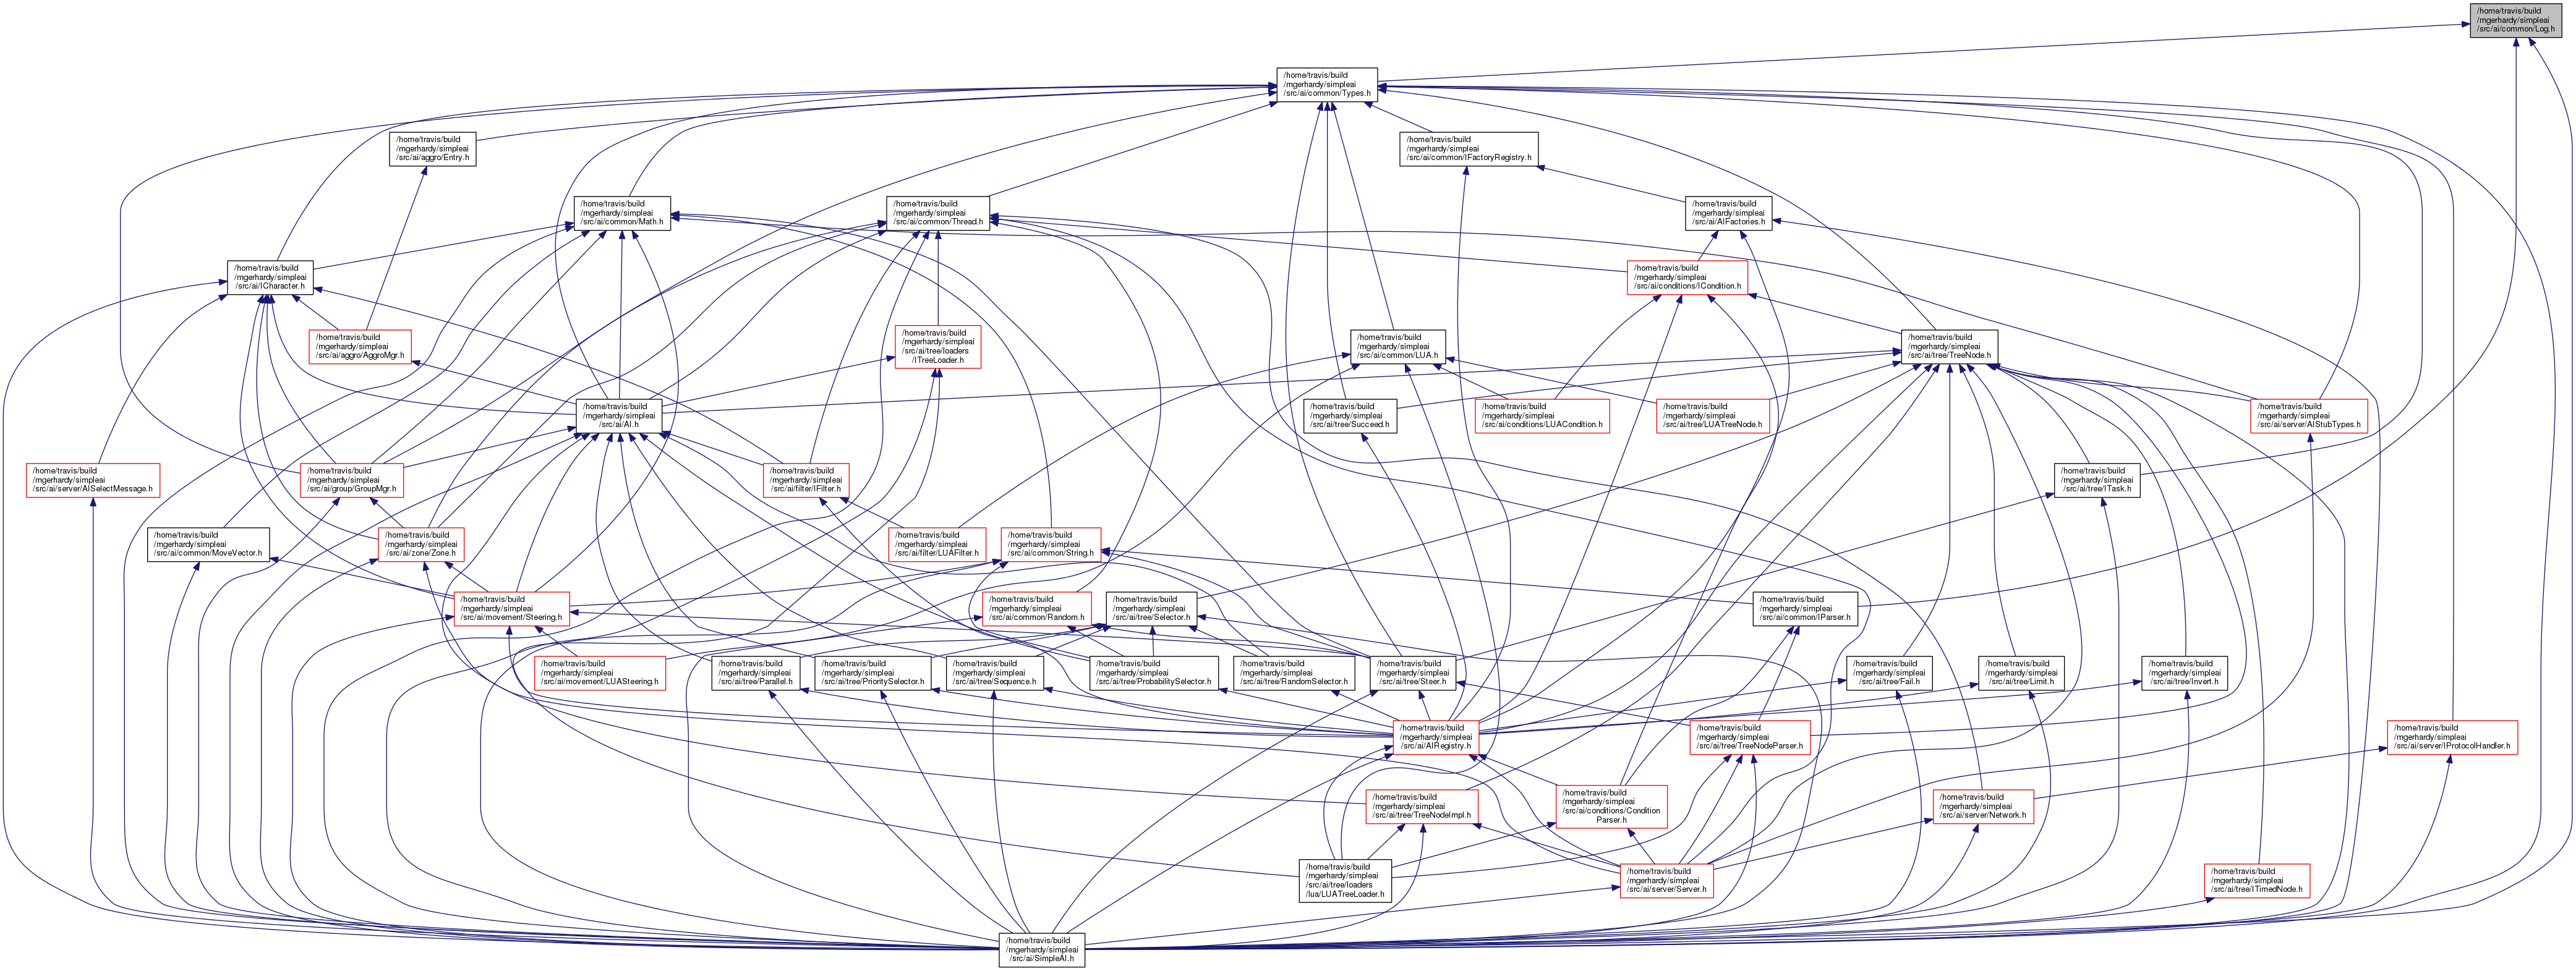 /home/travis/build
/mgerhardy/simpleai
/src/ai/common/Log.h
/home/travis/build
/mgerhardy/simpleai
/src/ai/common/Types.h
/home/travis/build
/mgerhardy/simpleai
/src/ai/aggro/Entry.h
/home/travis/build
/mgerhardy/simpleai
/src/ai/common/IFactoryRegistry.h
/home/travis/build
/mgerhardy/simpleai
/src/ai/common/Math.h
/home/travis/build
/mgerhardy/simpleai
/src/ai/common/Thread.h
/home/travis/build
/mgerhardy/simpleai
/src/ai/AIFactories.h
/home/travis/build
/mgerhardy/simpleai
/src/ai/ICharacter.h
/home/travis/build
/mgerhardy/simpleai
/src/ai/conditions/ICondition.h
/home/travis/build
/mgerhardy/simpleai
/src/ai/aggro/AggroMgr.h
/home/travis/build
/mgerhardy/simpleai
/src/ai/tree/loaders
/ITreeLoader.h
/home/travis/build
/mgerhardy/simpleai
/src/ai/common/LUA.h
/home/travis/build
/mgerhardy/simpleai
/src/ai/tree/TreeNode.h
/home/travis/build
/mgerhardy/simpleai
/src/ai/AI.h
/home/travis/build
/mgerhardy/simpleai
/src/ai/tree/Succeed.h
/home/travis/build
/mgerhardy/simpleai
/src/ai/conditions/LUACondition.h
/home/travis/build
/mgerhardy/simpleai
/src/ai/tree/LUATreeNode.h
/home/travis/build
/mgerhardy/simpleai
/src/ai/server/AIStubTypes.h
/home/travis/build
/mgerhardy/simpleai
/src/ai/server/AISelectMessage.h
/home/travis/build
/mgerhardy/simpleai
/src/ai/group/GroupMgr.h
/home/travis/build
/mgerhardy/simpleai
/src/ai/filter/IFilter.h
/home/travis/build
/mgerhardy/simpleai
/src/ai/tree/ITask.h
/home/travis/build
/mgerhardy/simpleai
/src/ai/common/MoveVector.h
/home/travis/build
/mgerhardy/simpleai
/src/ai/zone/Zone.h
/home/travis/build
/mgerhardy/simpleai
/src/ai/filter/LUAFilter.h
/home/travis/build
/mgerhardy/simpleai
/src/ai/common/String.h
/home/travis/build
/mgerhardy/simpleai
/src/ai/movement/Steering.h
/home/travis/build
/mgerhardy/simpleai
/src/ai/common/Random.h
/home/travis/build
/mgerhardy/simpleai
/src/ai/tree/Selector.h
/home/travis/build
/mgerhardy/simpleai
/src/ai/common/IParser.h
/home/travis/build
/mgerhardy/simpleai
/src/ai/movement/LUASteering.h
/home/travis/build
/mgerhardy/simpleai
/src/ai/tree/Parallel.h
/home/travis/build
/mgerhardy/simpleai
/src/ai/tree/PrioritySelector.h
/home/travis/build
/mgerhardy/simpleai
/src/ai/tree/Sequence.h
/home/travis/build
/mgerhardy/simpleai
/src/ai/tree/ProbabilitySelector.h
/home/travis/build
/mgerhardy/simpleai
/src/ai/tree/RandomSelector.h
/home/travis/build
/mgerhardy/simpleai
/src/ai/tree/Steer.h
/home/travis/build
/mgerhardy/simpleai
/src/ai/tree/Fail.h
/home/travis/build
/mgerhardy/simpleai
/src/ai/tree/Limit.h
/home/travis/build
/mgerhardy/simpleai
/src/ai/tree/Invert.h
/home/travis/build
/mgerhardy/simpleai
/src/ai/AIRegistry.h
/home/travis/build
/mgerhardy/simpleai
/src/ai/tree/TreeNodeParser.h
/home/travis/build
/mgerhardy/simpleai
/src/ai/server/IProtocolHandler.h
/home/travis/build
/mgerhardy/simpleai
/src/ai/tree/TreeNodeImpl.h
/home/travis/build
/mgerhardy/simpleai
/src/ai/conditions/Condition
Parser.h
/home/travis/build
/mgerhardy/simpleai
/src/ai/server/Network.h
/home/travis/build
/mgerhardy/simpleai
/src/ai/tree/loaders
/lua/LUATreeLoader.h
/home/travis/build
/mgerhardy/simpleai
/src/ai/server/Server.h
/home/travis/build
/mgerhardy/simpleai
/src/ai/tree/ITimedNode.h
/home/travis/build
/mgerhardy/simpleai
/src/ai/SimpleAI.h